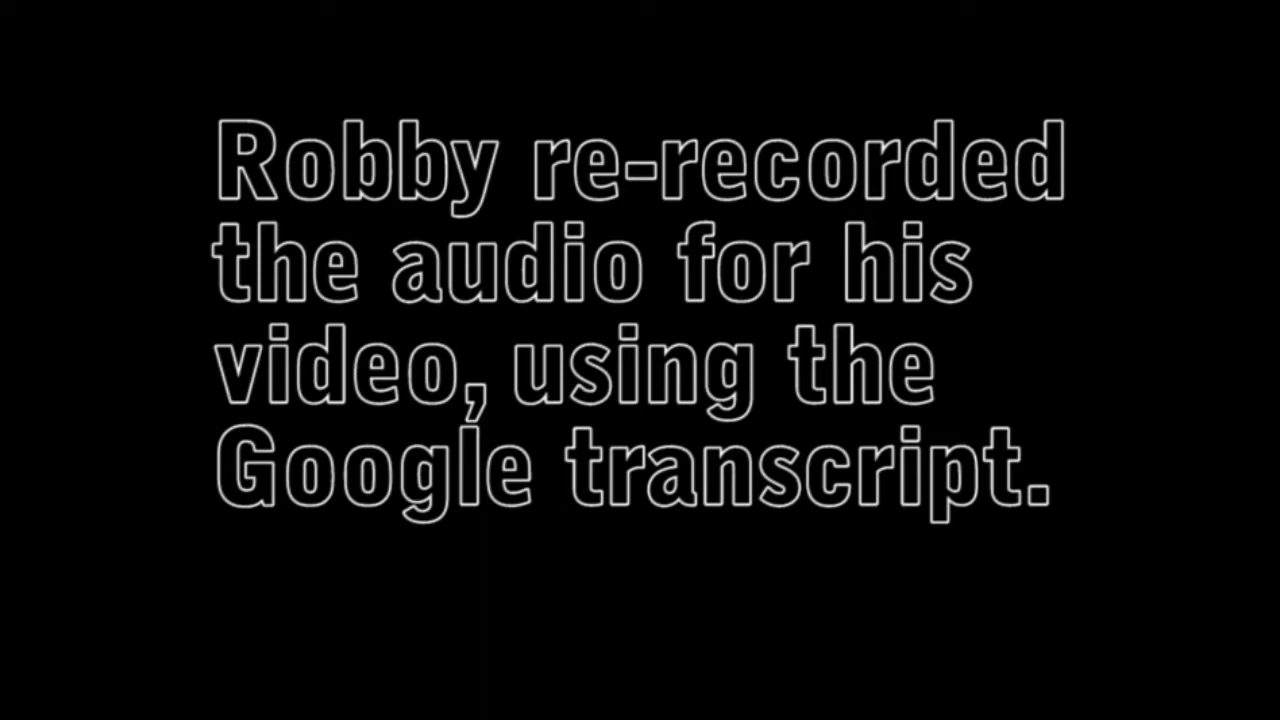 Robby re-recorded
the audio for his
video, using the
Google transcript.